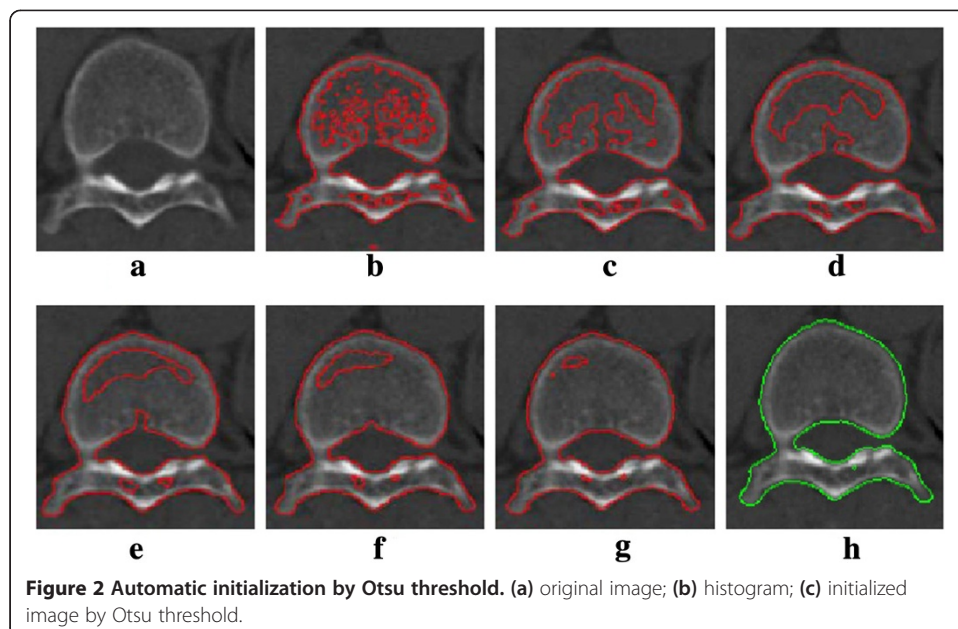 a b c d
e f g h
Figure 2 Automatic initialization by Otsu threshold. (a) original image; (b) histogram; (c) initialized
image by Otsu threshold.